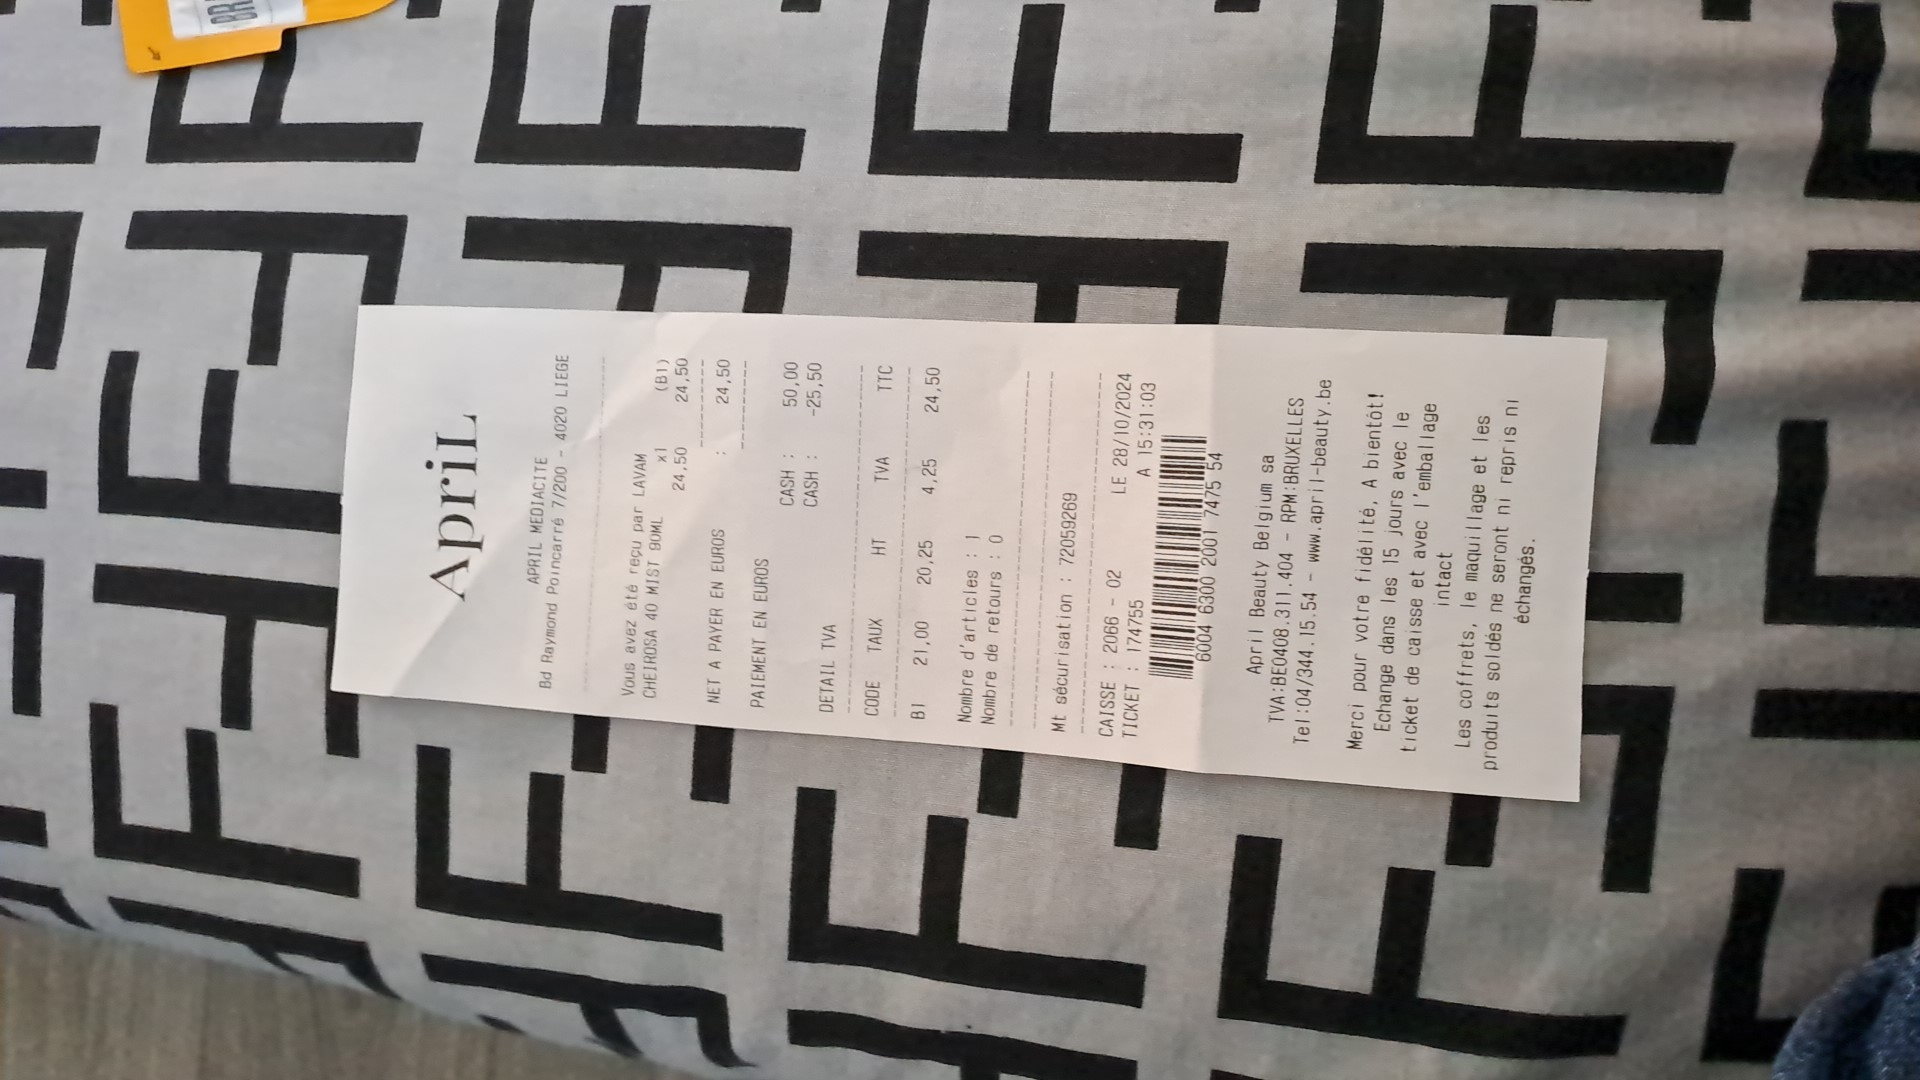 ApriL
APRIL MEDIACITE
Bd Raymond Poincarré 7/200 - 4020 LIEGE
Vous avez été reçu par LAVAM
CHEIROSA 40 MIST 90ML x1 (B1)
24,50 24,50
NET A PAYER EN EUROS : 24,50
PAIEMENT EN EUROS
CASH : 50,00
CASH : -25,50
DETAIL TVA
CODE TAUX HT TVA TTC
B1 21,00 20,25 4,25 24,50
Nombre d'articles : 1
Nombre de retours : 0
Mt sécurisation : 72059269
CAISSE : 2066 - 02 LE 28/10/2024
TICKET : 174755 A 15:31:03
6004 6300 2001 7475 54
April Beauty Belgium sa
TVA:BE0408.311.404 - RPM:BRUXELLES
Tel:04/344.15.54 - www.april-beauty.be
Merci pour votre fidélité, A bientôt!
Echange dans les 15 jours avec le
ticket de caisse et avec l'emballage
intact
Les coffrets, le maquillage et les
produits soldés ne seront ni repris ni
échangés.